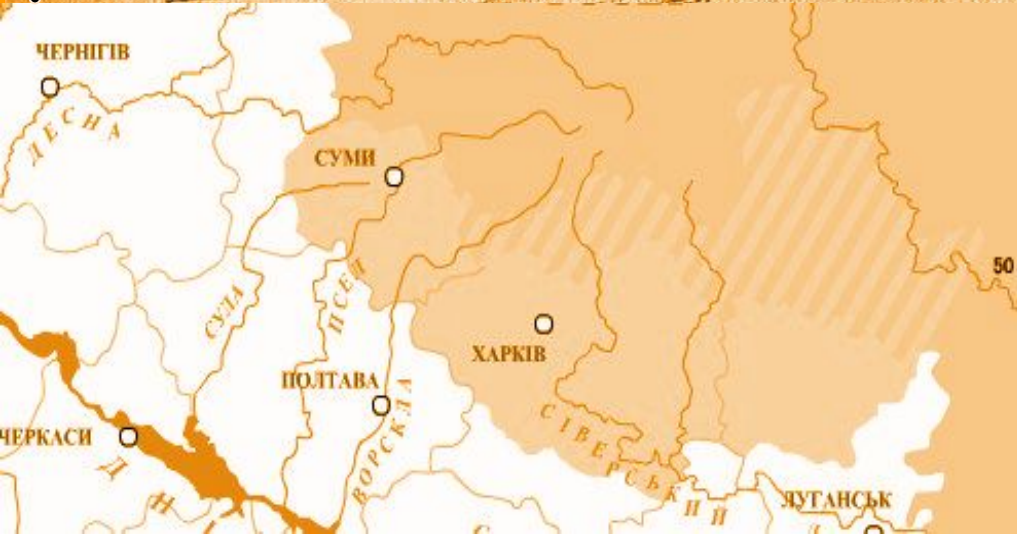 ЧЕРНІГІВ
ДЕСНА
СУМИ
50
ПСЕЛ
СУЛА
ХАРКІВ
ПОЛТАВА
ВОРСКЛА
СІВЕРСЬКИЙ
ЧЕРКАСИ
ЛУГАНСЬК